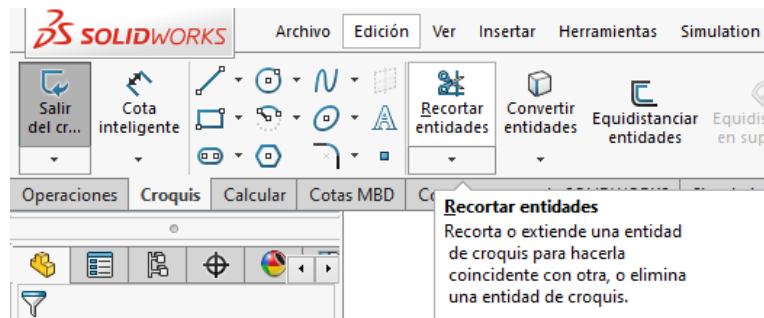 SOLIDWORKS
Archivo Edición Ver Insertar Herramientas Simulation
Salir del cr...
Cota inteligente
Recortar entidades
Convertir entidades
Equidistanciar entidades
Operaciones Croquis Calcular Cotas MBD
Recortar entidades
Recorta o extiende una entidad
de croquis para hacerla
coincidente con otra, o elimina
una entidad de croquis.